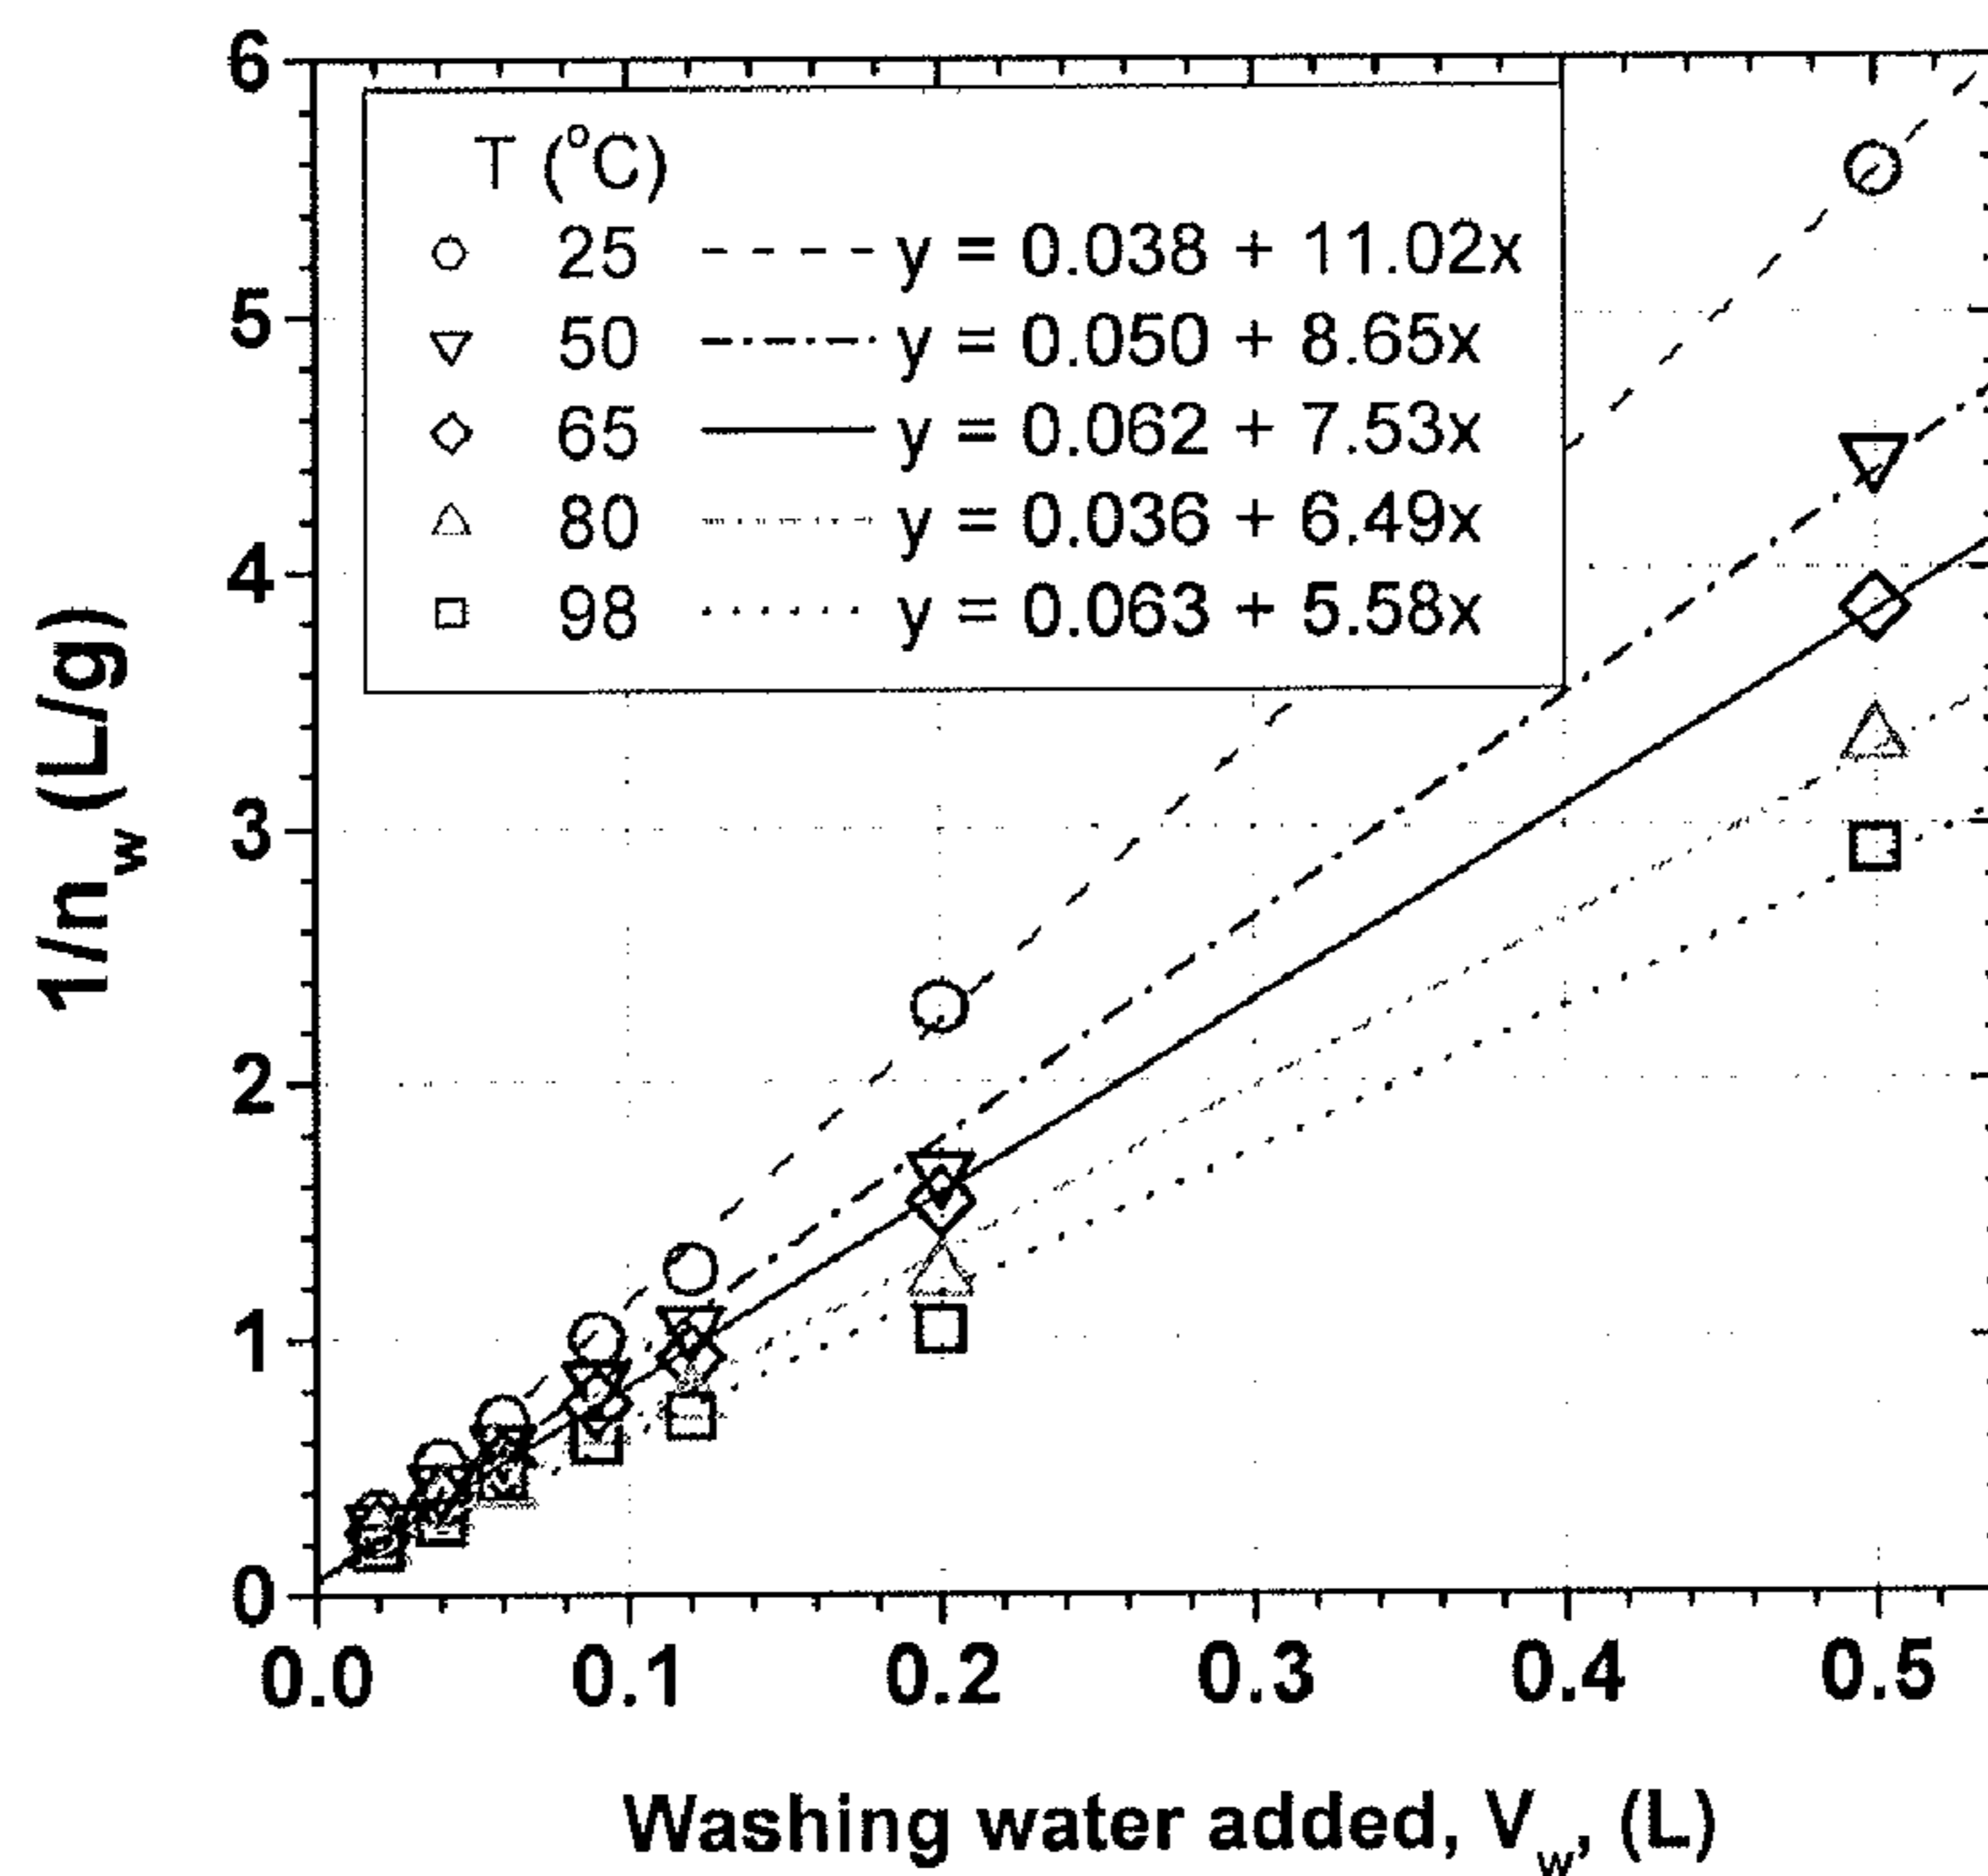 6
5
4
3
2
1
0
1/n_w (L/g)
T (°C)
25 y = 0.038 + 11.02x
50 y = 0.050 + 8.65x
65 y = 0.062 + 7.53x
80 y = 0.036 + 6.49x
98 y = 0.063 + 5.58x
0.0 0.1 0.2 0.3 0.4 0.5
Washing water added, V_w, (L)